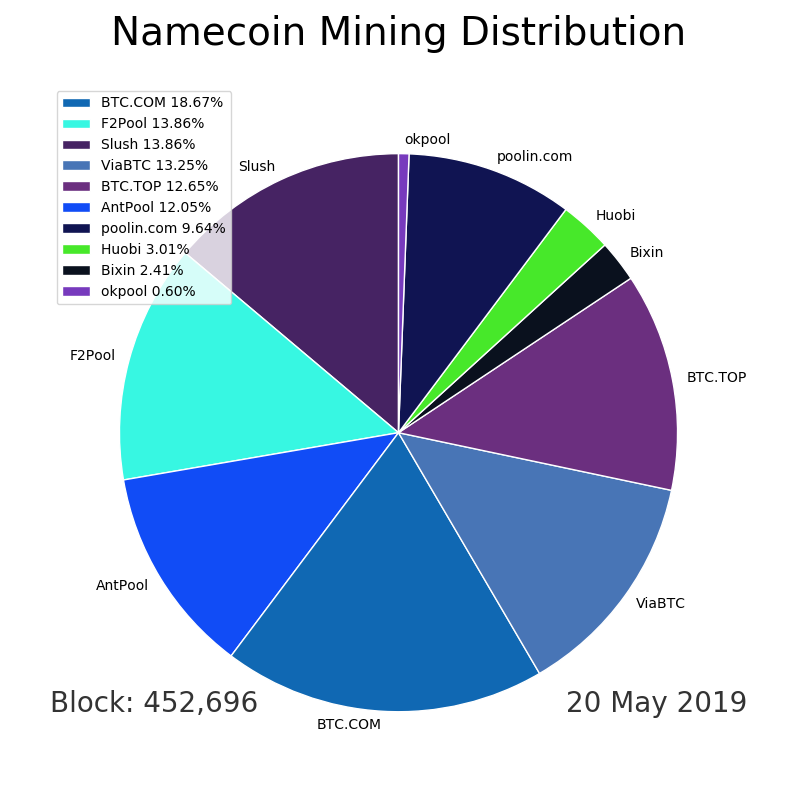 Namecoin Mining Distribution
BTC.COM 18.67%
F2Pool 13.86%
Slush 13.86%
ViaBTC 13.25%
BTC.TOP 12.65%
AntPool 12.05%
poolin.com 9.64%
Huobi 3.01%
Bixin 2.41%
okpool 0.60%
okpool
poolin.com
Slush
Huobi
Bixin
F2Pool
BTC.TOP
AntPool
ViaBTC
Block: 452,696
20 May 2019
BTC.COM